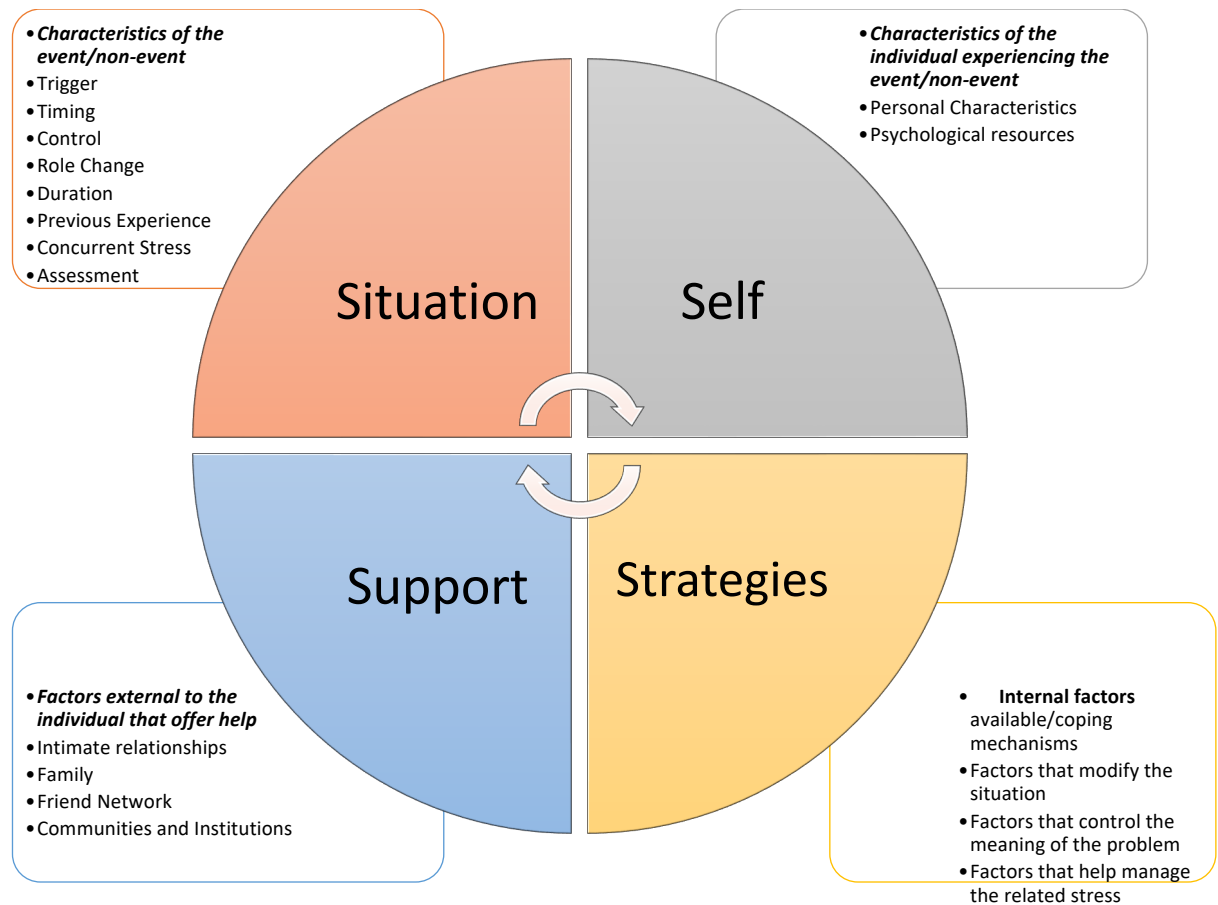 •Characteristics of the
event/non-event
•Trigger
•Timing
•Control
•Role Change
•Duration
•Previous Experience
•Concurrent Stress
•Assessment
•Characteristics of the
individual experiencing the
event/non-event
•Personal Characteristics
•Psychological resources
Situation
Self
Support
Strategies
•Factors external to the
individual that offer help
•Intimate relationships
•Family
•Friend Network
•Communities and Institutions
• Internal factors
available/coping
mechanisms
•Factors that modify the
situation
•Factors that control the
meaning of the problem
•Factors that help manage
the related stress